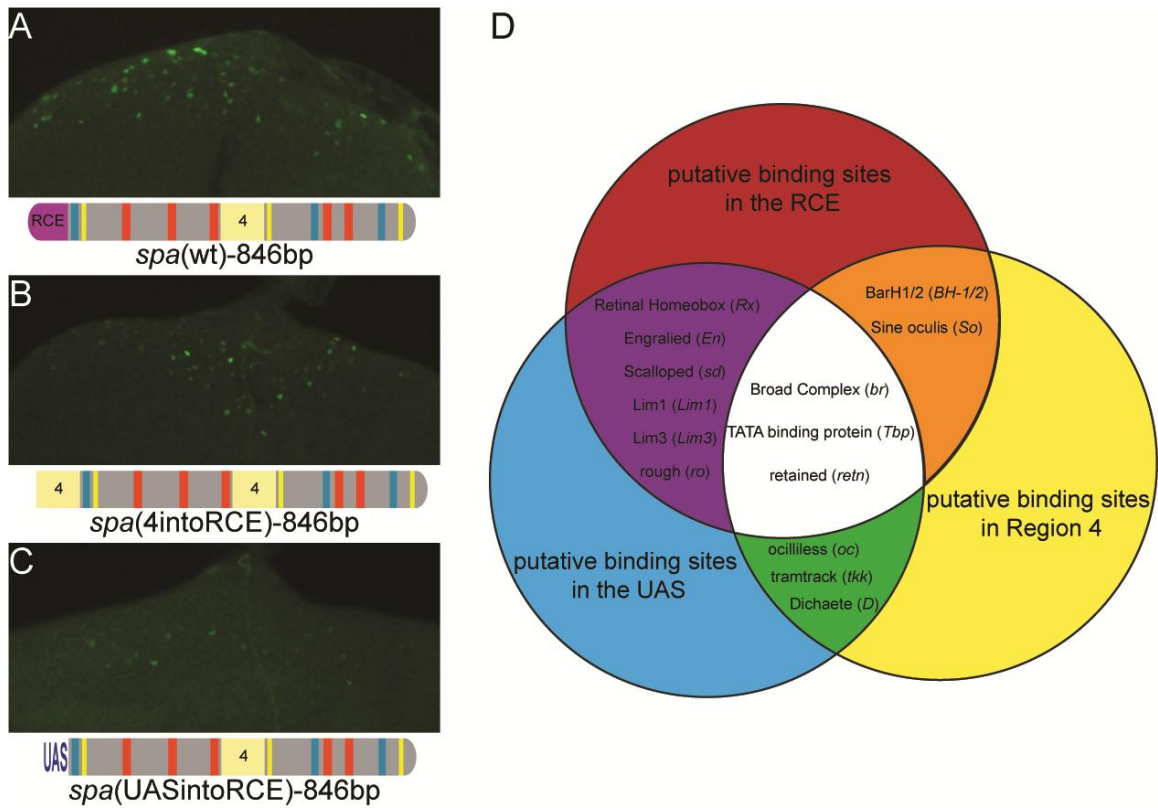 A
RCE
4
spa(wt)-846bp
B
4
4
spa(4intoRCE)-846bp
C
UAS
4
spa(UASintoRCE)-846bp
D
putative binding sites
in the RCE
Retinal Homeobox (Rx)
Engralied (En)
Scalloped (sd)
Lim1 (Lim1)
Lim3 (Lim3)
rough (ro)
BarH1/2 (BH-1/2)
Sine oculis (So)
Broad Complex (br)
TATA binding protein (Tbp)
retained (retn)
putative binding sites
in Region 4
putative binding sites
in the UAS
ocilliless (oc)
tramtrack (tkk)
Dichaete (D)